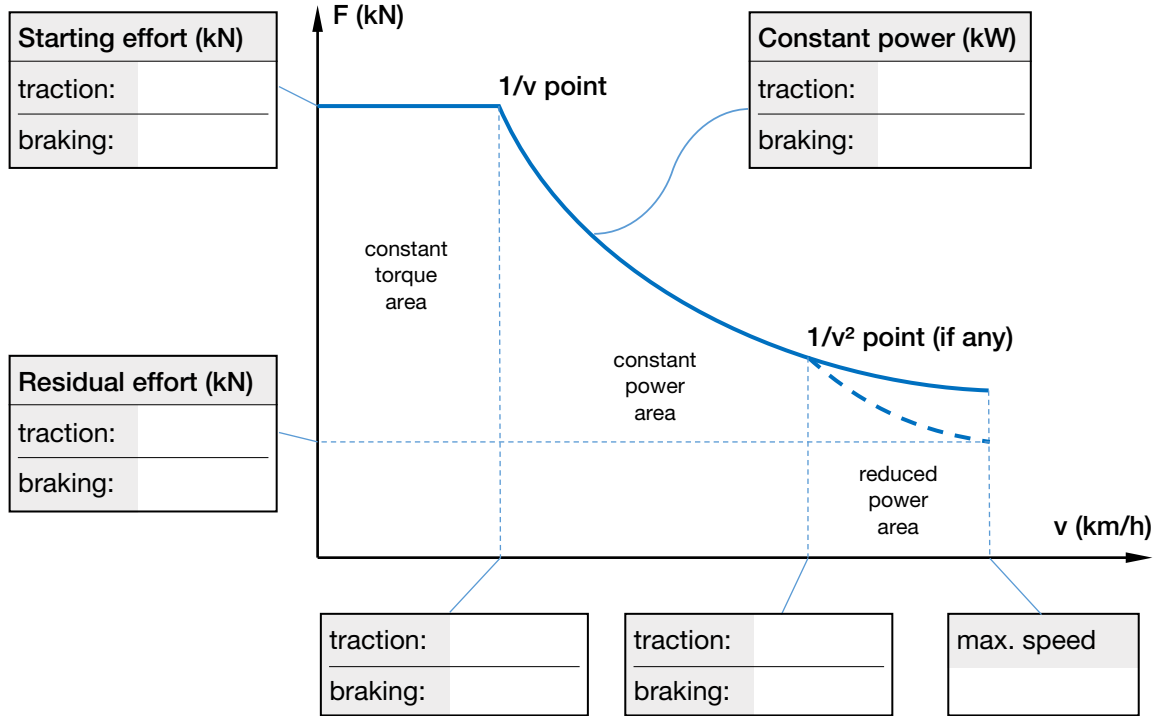 F (kN)
Starting effort (kN)
traction:
braking:
Constant power (kW)
traction:
braking:
1/v point
constant
torque
area
1/v² point (if any)
constant
power
area
Residual effort (kN)
traction:
braking:
reduced
power
area
v (km/h)
traction:
braking:
traction:
braking:
max. speed